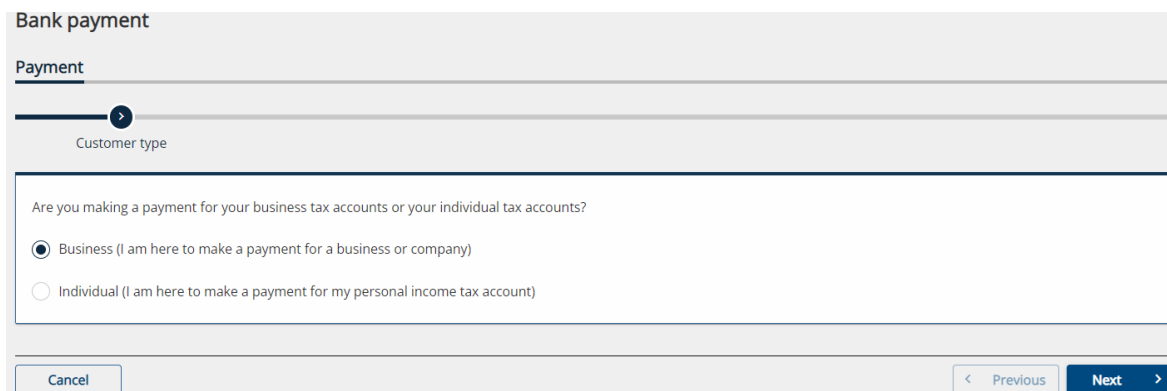 Bank payment
Payment
Customer type
Are you making a payment for your business tax accounts or your individual tax accounts?
Business (I am here to make a payment for a business or company)
Individual (I am here to make a payment for my personal income tax account)
Cancel
Previous
Next